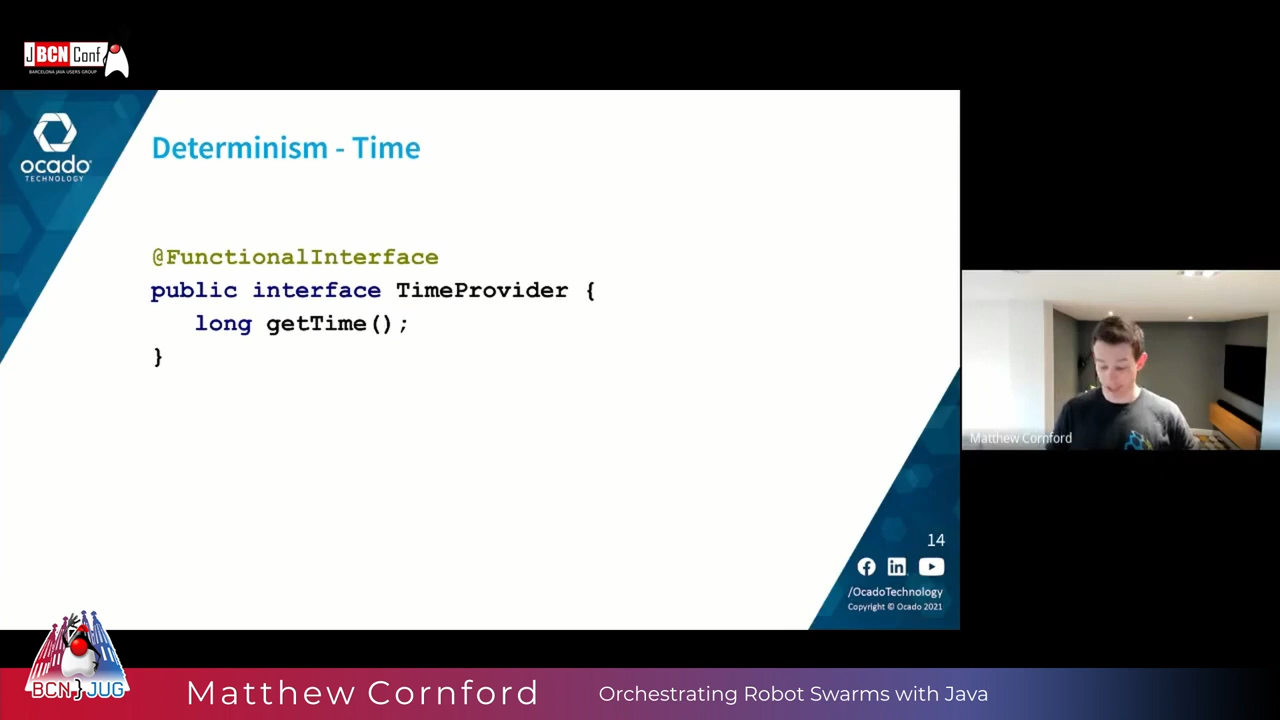 JBCNConf
BARCELONA JAVA USERS GROUP
ocado
TECHNOLOGY
Determinism - Time
@FunctionalInterface
public interface TimeProvider {
long getTime();
}
Matthew Cornford
14
/OcadoTechnology
Copyright © Ocado 2021
BCN}JUG
Matthew Cornford
Orchestrating Robot Swarms with Java